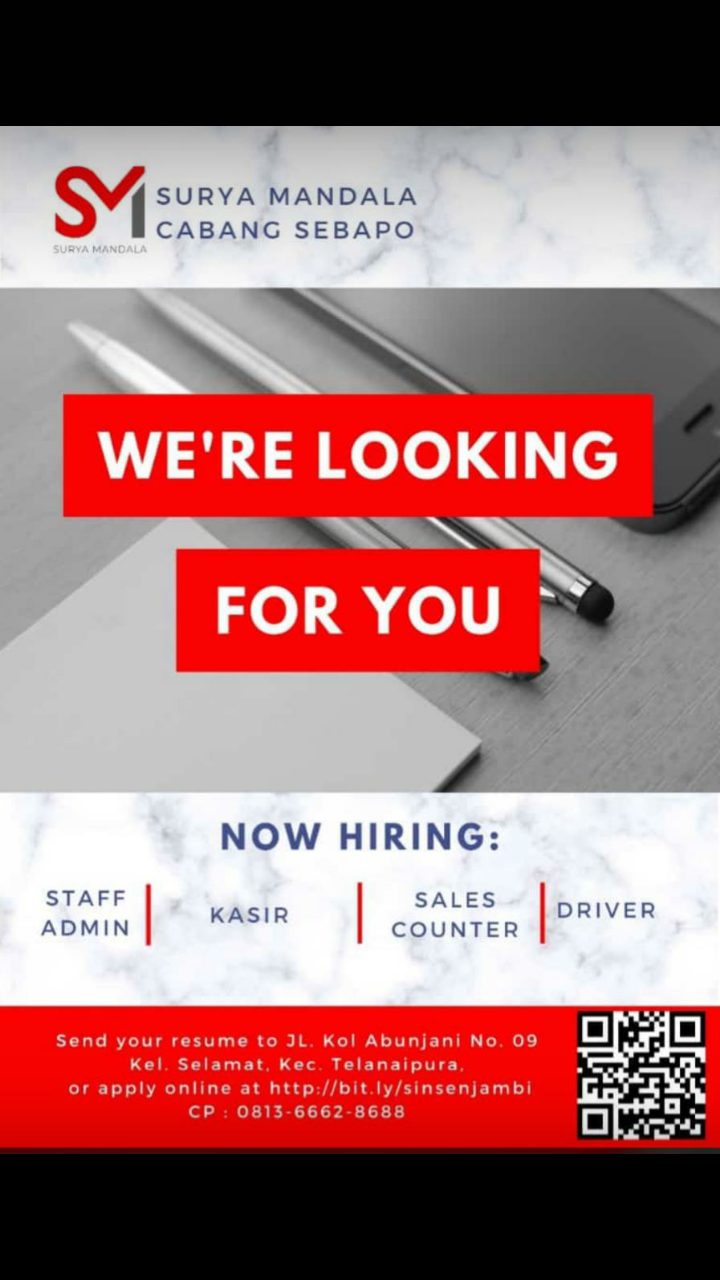 SM
SURYA MANDALA
SURYA MANDALA
CABANG SEBAPO
WE'RE LOOKING
FOR YOU
NOW HIRING:
STAFF
ADMIN
KASIR
SALES
COUNTER
DRIVER
Send your resume to JL. Kol Abunjani No. 09
Kel. Selamat, Kec. Telanaipura,
or apply online at http://bit.ly/sinsenjambi
CP : 0813-6662-8688